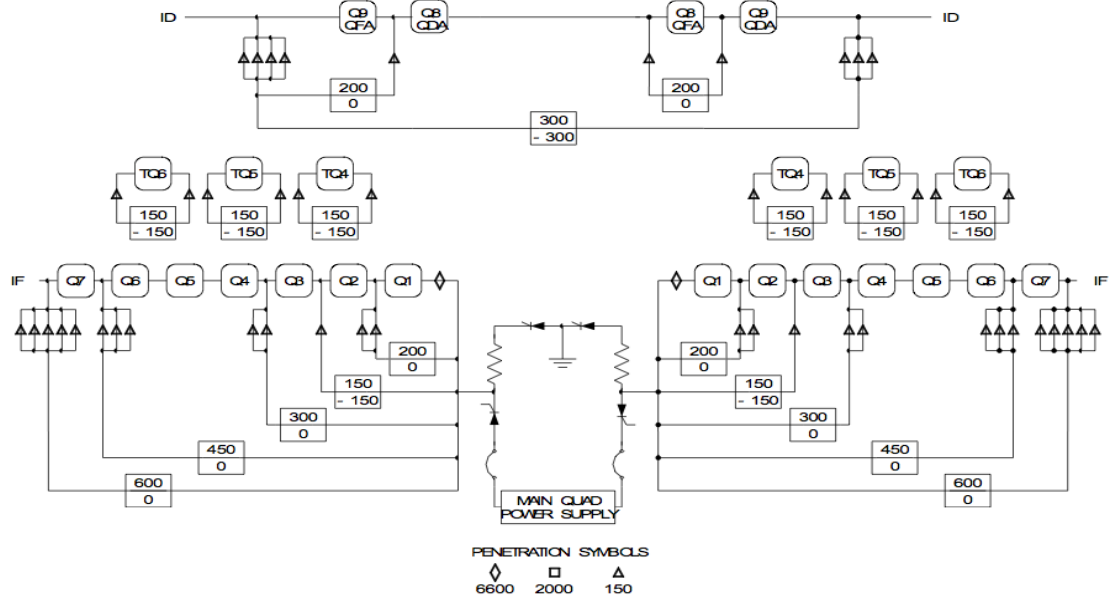 ID Q9 Q8 Q8 Q9 ID
QFA QDA QFA QDA
200 200
0 0
300
- 300
TQ6 TQ5 TQ4 TQ4 TQ5 TQ6
150 150 150 150 150 150
- 150 - 150 - 150 - 150 - 150 - 150
IF Q7 Q6 Q5 Q4 Q3 Q2 Q1 Q1 Q2 Q3 Q4 Q5 Q6 Q7 IF
200 200
0 0
150 150
- 150 - 150
300 300
0 0
450 450
0 0
600 600
0 0
MAIN QUAD
POWER SUPPLY
PENETRATION SYMBOLS
6600 2000 150